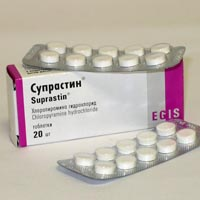 Супрастин®
Suprastin®
Хлоропирамина гидрохлорид
Chloropyramine hydrochloride
таблетки
20 шт
EGIS